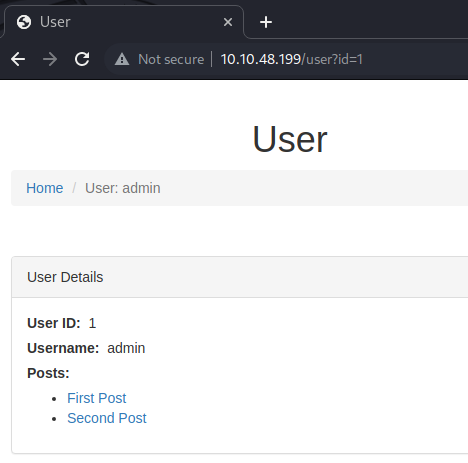 User
Not secure | 10.10.48.199/user?id=1
User
Home / User: admin
User Details
User ID: 1
Username: admin
Posts:
First Post
Second Post